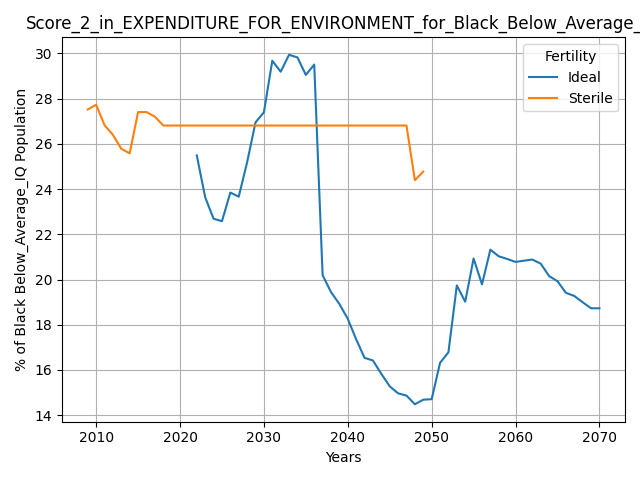 Score_2_in_EXPENDITURE_FOR_ENVIRONMENT_for_Black_Below_Average_
Fertility
Ideal
Sterile
% of Black Below_Average_IQ Population
30
28
26
24
22
20
18
16
14
2010 2020 2030 2040 2050 2060 2070
Years